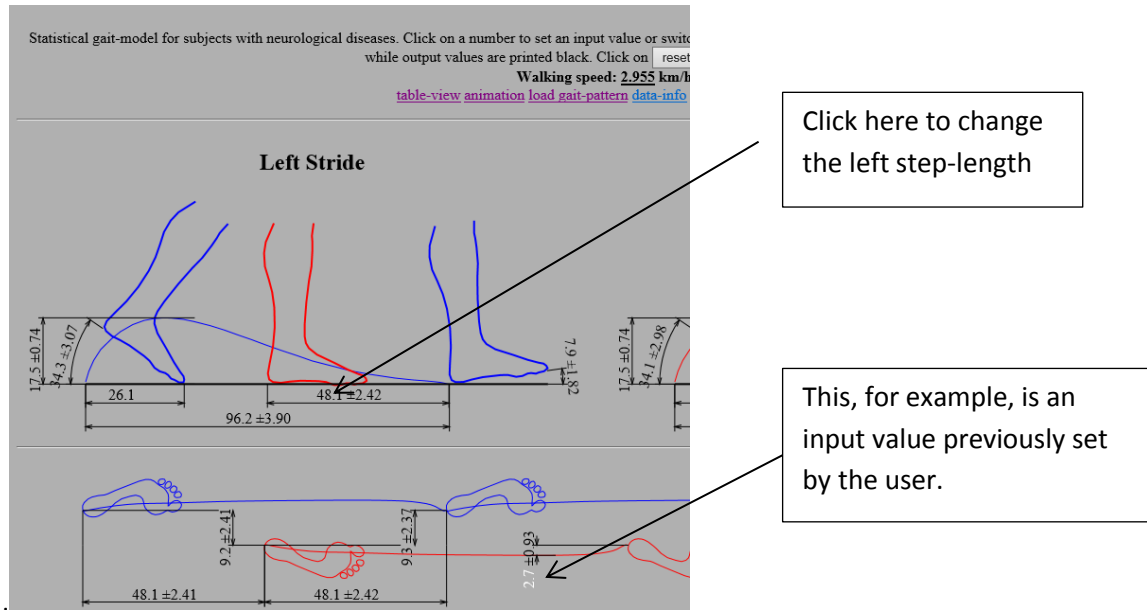 Statistical gait-model for subjects with neurological diseases. Click on a number to set an input value or switc
while output values are printed black. Click on reset
Walking speed: 2.955 km/h
table-view animation load gait-pattern data-info
Click here to change
the left step-length
Left Stride
17.5 ±0.74
34.3 ±3.07
7.9 ±1.82
17.5 ±0.74
34.1 ±2.98
26.1
48.1 ±2.42
96.2 ±3.90
This, for example, is an
input value previously set
by the user.
9.2 ±2.41
9.3 ±2.37
2.7 ±0.93
48.1 ±2.41
48.1 ±2.42
.